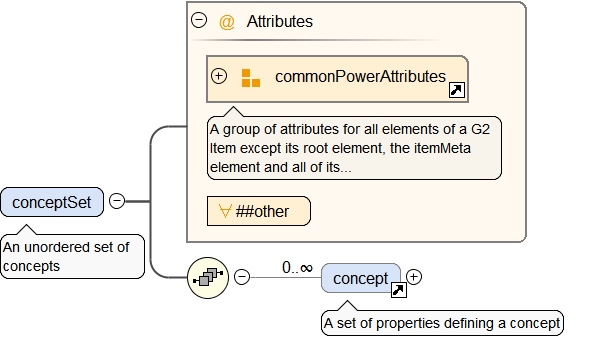 Attributes
commonPowerAttributes
A group of attributes for all elements of a G2
Item except its root element, the itemMeta
element and all of its...
##other
conceptSet
An unordered set of
concepts
0..∞
concept
A set of properties defining a concept